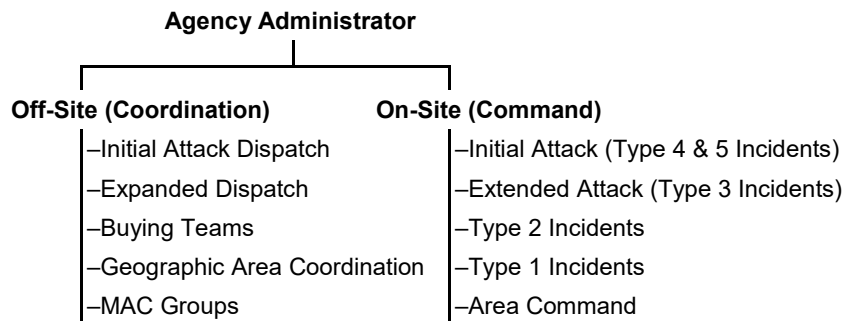 Agency Administrator
Off-Site (Coordination)
–Initial Attack Dispatch
–Expanded Dispatch
–Buying Teams
–Geographic Area Coordination
–MAC Groups
On-Site (Command)
–Initial Attack (Type 4 & 5 Incidents)
–Extended Attack (Type 3 Incidents)
–Type 2 Incidents
–Type 1 Incidents
–Area Command